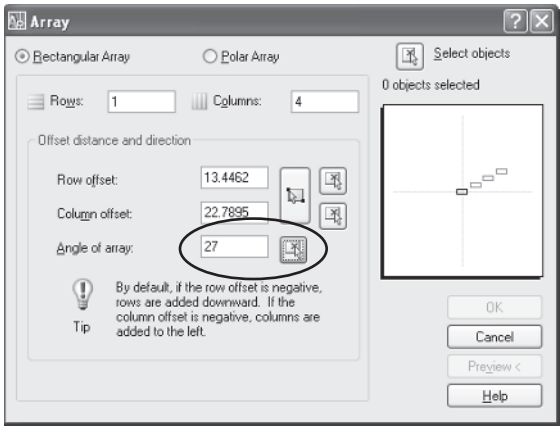 Array
Rectangular Array
Polar Array
Select objects
0 objects selected
Rows:
1
Columns:
4
Offset distance and direction
Row offset:
13.4462
Column offset:
22.7895
Angle of array:
27
By default, if the row offset is negative,
rows are added downward. If the
column offset is negative, columns are
added to the left.
Tip
OK
Cancel
Preview <
Help